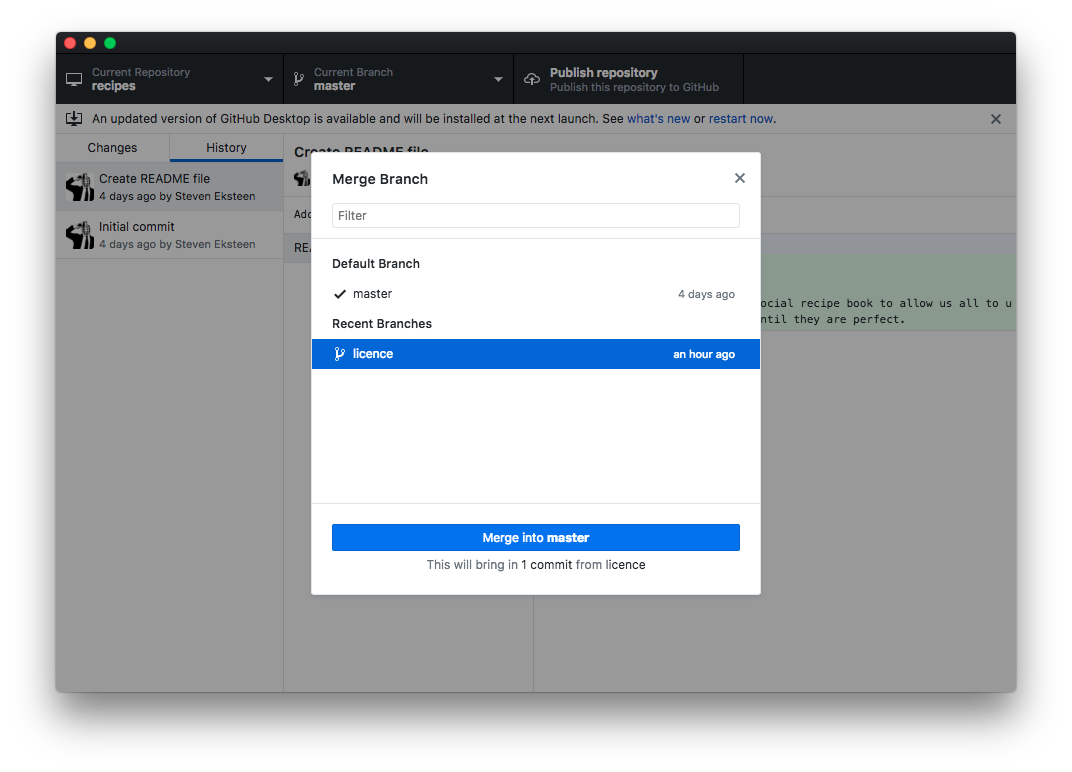 Current Repository
recipes
Current Branch
master
Publish repository
Publish this repository to GitHub
An updated version of GitHub Desktop is available and will be installed at the next launch. See what's new or restart now.
Changes
History
Create README file
4 days ago by Steven Eksteen
Initial commit
4 days ago by Steven Eksteen
Create README file
Merge Branch
Filter
Default Branch
master
4 days ago
Recent Branches
licence
an hour ago
Merge into master
This will bring in 1 commit from licence
recipe book to allow us all to u
they are perfect.